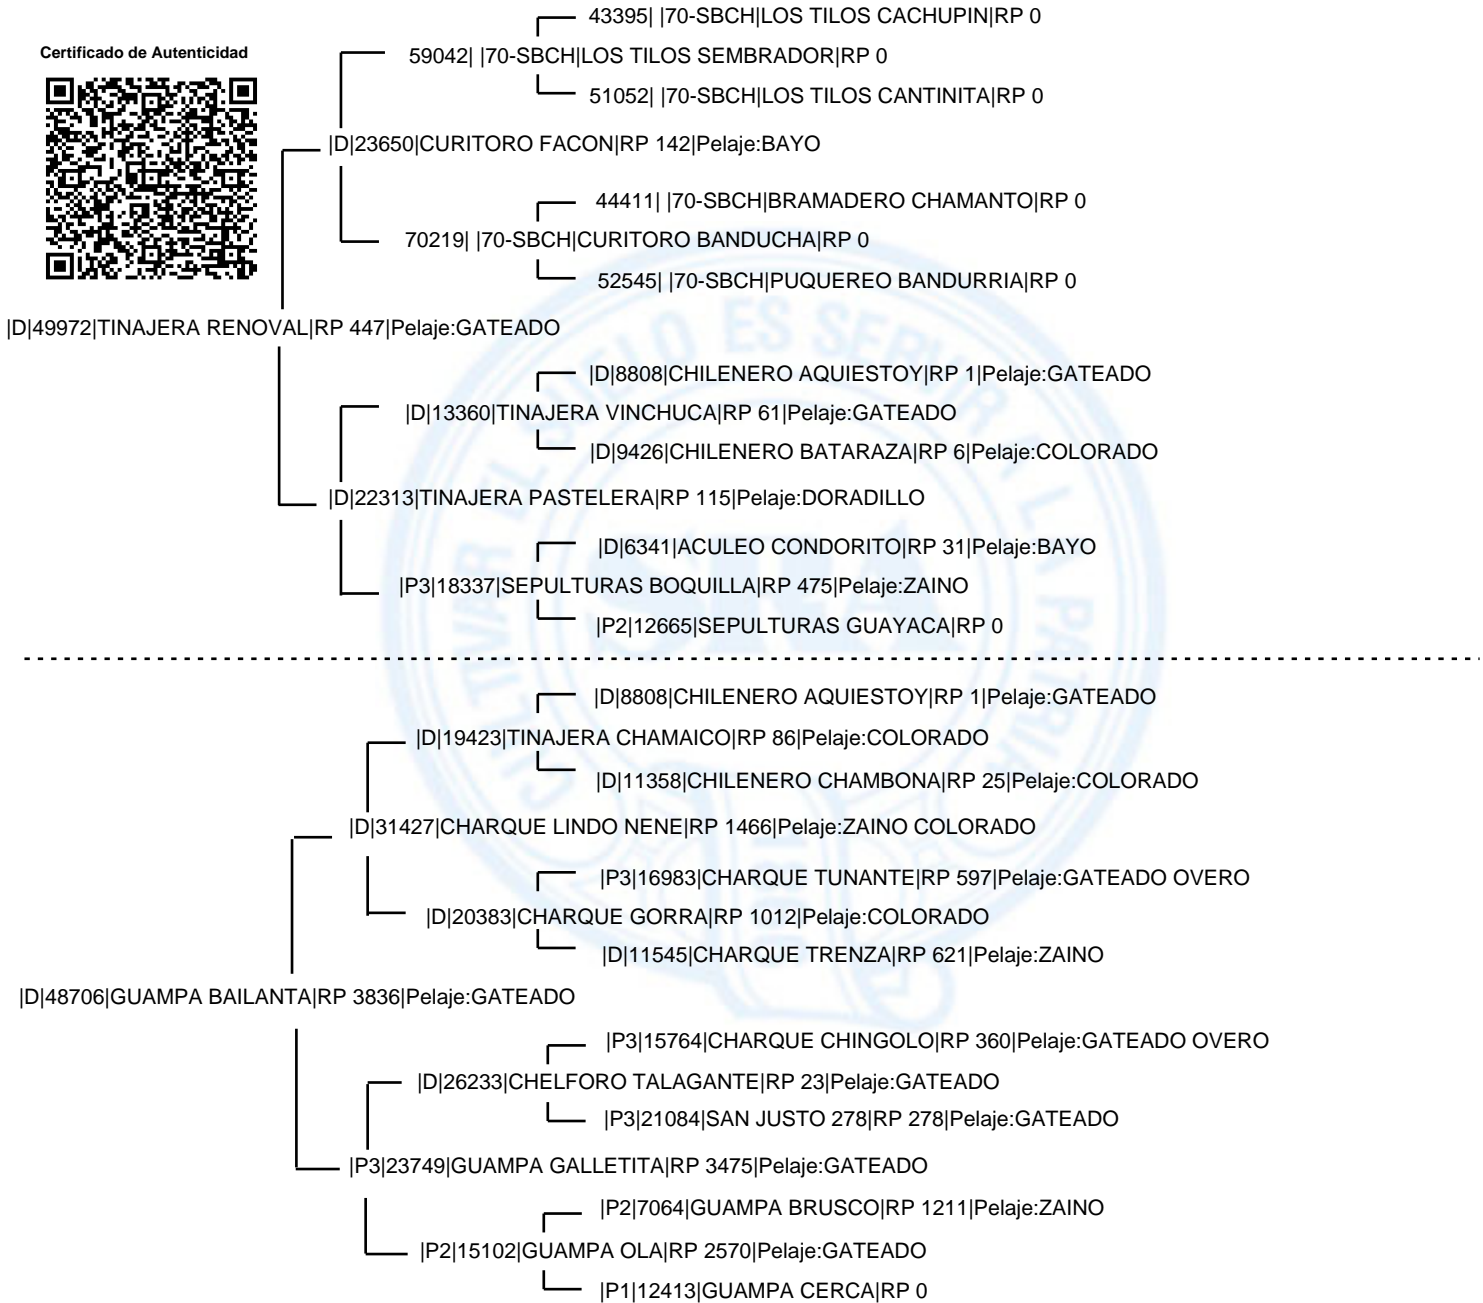 43395| |70-SBCH|LOS TILOS CACHUPIN|RP 0
Certificado de Autenticidad
59042| |70-SBCH|LOS TILOS SEMBRADOR|RP 0
51052| |70-SBCH|LOS TILOS CANTINITA|RP 0
|D|23650|CURITORO FACON|RP 142|Pelaje:BAYO
44411| |70-SBCH|BRAMADERO CHAMANTO|RP 0
70219| |70-SBCH|CURITORO BANDUCHA|RP 0
52545| |70-SBCH|PUQUEREO BANDURRIA|RP 0
|D|49972|TINAJERA RENOVAL|RP 447|Pelaje:GATEADO
|D|8808|CHILENERO AQUIESTOY|RP 1|Pelaje:GATEADO
|D|13360|TINAJERA VINCHUCA|RP 61|Pelaje:GATEADO
|D|9426|CHILENERO BATARAZA|RP 6|Pelaje:COLORADO
|D|22313|TINAJERA PASTELERA|RP 115|Pelaje:DORADILLO
|D|6341|ACULEO CONDORITO|RP 31|Pelaje:BAYO
|P3|18337|SEPULTURAS BOQUILLA|RP 475|Pelaje:ZAINO
|P2|12665|SEPULTURAS GUAYACA|RP 0
|D|8808|CHILENERO AQUIESTOY|RP 1|Pelaje:GATEADO
|D|19423|TINAJERA CHAMAICO|RP 86|Pelaje:COLORADO
|D|11358|CHILENERO CHAMBONA|RP 25|Pelaje:COLORADO
|D|31427|CHARQUE LINDO NENE|RP 1466|Pelaje:ZAINO COLORADO
|P3|16983|CHARQUE TUNANTE|RP 597|Pelaje:GATEADO OVERO
|D|20383|CHARQUE GORRA|RP 1012|Pelaje:COLORADO
|D|11545|CHARQUE TRENZA|RP 621|Pelaje:ZAINO
|D|48706|GUAMPA BAILANTA|RP 3836|Pelaje:GATEADO
|P3|15764|CHARQUE CHINGOLO|RP 360|Pelaje:GATEADO OVERO
|D|26233|CHELFORO TALAGANTE|RP 23|Pelaje:GATEADO
|P3|21084|SAN JUSTO 278|RP 278|Pelaje:GATEADO
|P3|23749|GUAMPA GALLETITA|RP 3475|Pelaje:GATEADO
|P2|7064|GUAMPA BRUSCO|RP 1211|Pelaje:ZAINO
|P2|15102|GUAMPA OLA|RP 2570|Pelaje:GATEADO
|P1|12413|GUAMPA CERCA|RP 0
CULTIVAR EL SUELO ES SERVIR A LA PATRIA
SRA
1866